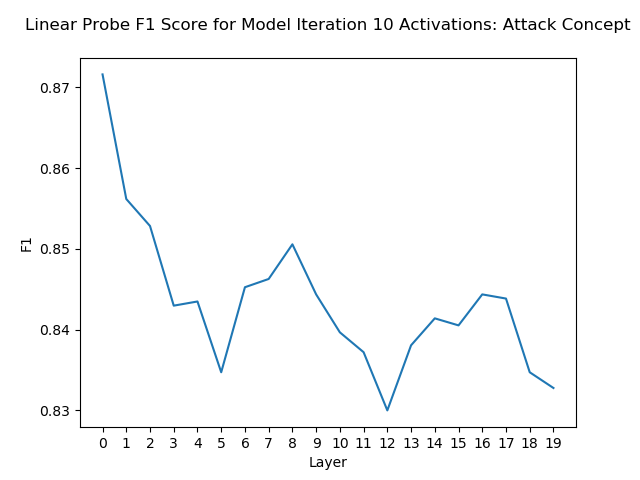 Linear Probe F1 Score for Model Iteration 10 Activations: Attack Concept
0.87
0.86
0.85
0.84
0.83
F1
0 1 2 3 4 5 6 7 8 9 10 11 12 13 14 15 16 17 18 19
Layer